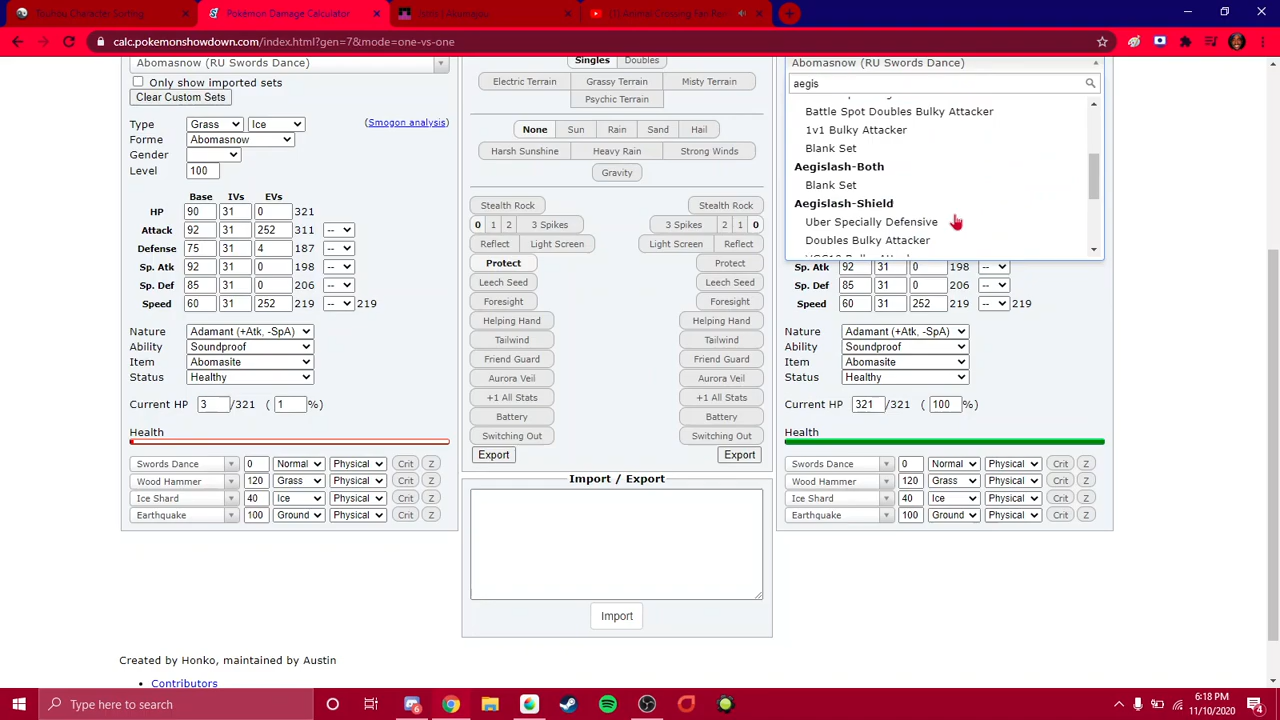 Touhou Character Sorting
Pokemon Damage Calculator
(1) Animal Crossing Fan
calc.pokemonshowdown.com/index.html?gen=7&mode=one-vs-one
Abomasnow (RU Swords Dance)
Only show imported sets
Clear Custom Sets
Type Grass Ice (Smogon analysis)
Forme Abomasnow
Gender
Level 100
Base IVs EVs
HP 90 31 0 321
Attack 92 31 252 311 --
Defense 75 31 4 187 --
Sp. Atk 92 31 0 198 --
Sp. Def 85 31 0 206 --
Speed 60 31 252 219 -- 219
Nature Adamant (+Atk, -SpA)
Ability Soundproof
Item Abomasite
Status Healthy
Current HP 3 /321 ( 1 %)
Health
Swords Dance 0 Normal Physical Crit Z
Wood Hammer 120 Grass Physical Crit Z
Ice Shard 40 Ice Physical Crit Z
Earthquake 100 Ground Physical Crit Z
Singles Doubles
Electric Terrain Grassy Terrain Misty Terrain
Psychic Terrain
None Sun Rain Sand Hail
Harsh Sunshine Heavy Rain Strong Winds
Gravity
Stealth Rock Stealth Rock
0 1 2 3 Spikes 3 Spikes 2 1 0
Reflect Light Screen Light Screen Reflect
Protect Protect
Leech Seed Leech Seed
Foresight Foresight
Helping Hand Helping Hand
Tailwind Tailwind
Friend Guard Friend Guard
Aurora Veil Aurora Veil
+1 All Stats +1 All Stats
Battery Battery
Switching Out Switching Out
Export Export
Import / Export
Import
Abomasnow (RU Swords Dance)
aegis
Battle Spot Doubles Bulky Attacker
1v1 Bulky Attacker
Blank Set
Aegislash-Both
Blank Set
Aegislash-Shield
Uber Specially Defensive
Doubles Bulky Attacker
Sp. Atk 92 31 0 198 --
Sp. Def 85 31 0 206 --
Speed 60 31 252 219 -- 219
Nature Adamant (+Atk, -SpA)
Ability Soundproof
Item Abomasite
Status Healthy
Current HP 321 /321 ( 100 %)
Health
Swords Dance 0 Normal Physical Crit Z
Wood Hammer 120 Grass Physical Crit Z
Ice Shard 40 Ice Physical Crit Z
Earthquake 100 Ground Physical Crit Z
Created by Honko, maintained by Austin
Contributors
Type here to search
6:18 PM
11/10/2020